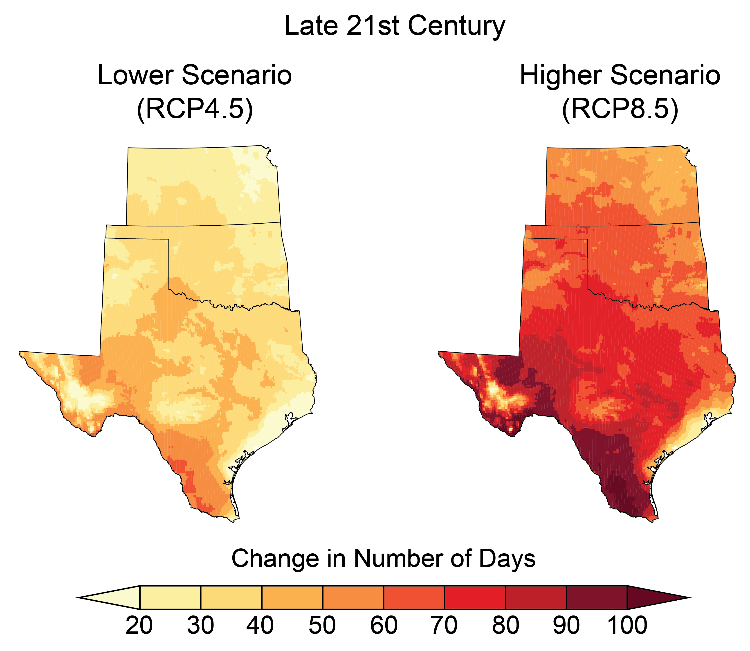 Late 21st Century
Lower Scenario
(RCP4.5)
Higher Scenario
(RCP8.5)
Change in Number of Days
20 30 40 50 60 70 80 90 100